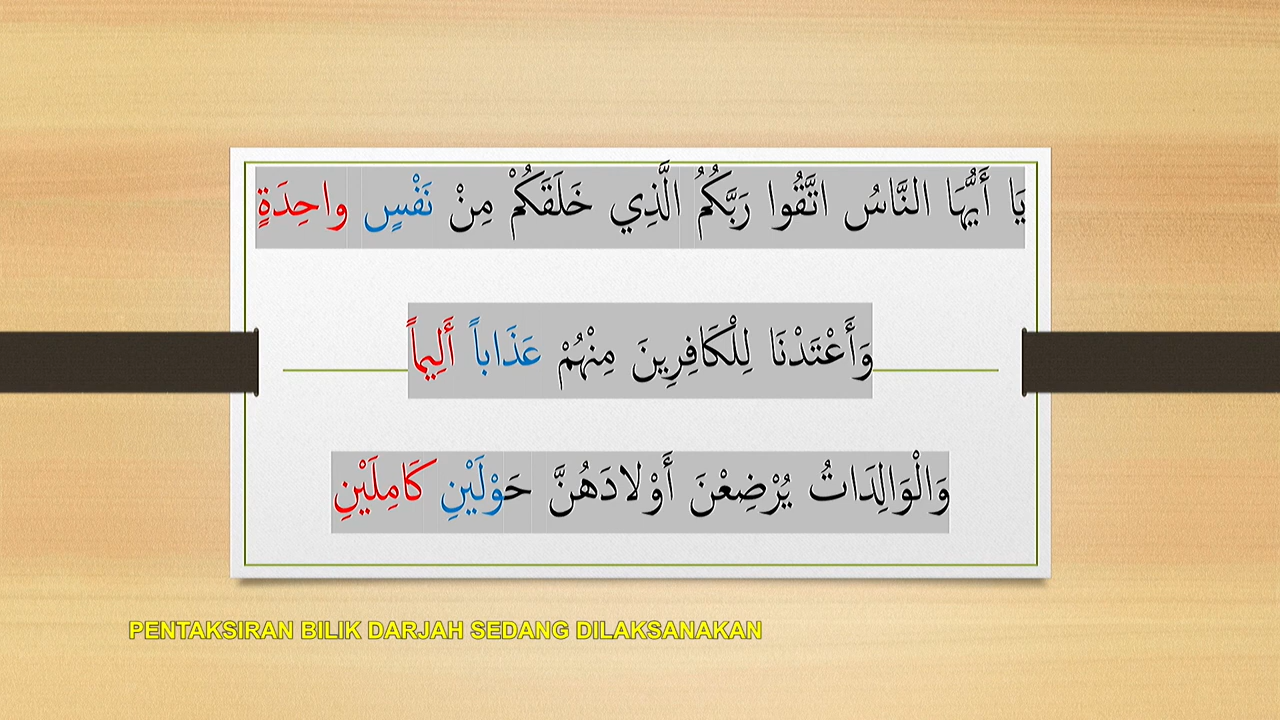 يَا أَيُّهَا النَّاسُ اتَّقُوا رَبَّكُمُ الَّذِي خَلَقَكُمْ مِنْ نَفْسٍ واحِدَةٍ
وَأَعْتَدْنَا لِلْكَافِرِينَ مِنْهُمْ عَذَاباً أَلِيماً
وَالْوَالِدَاتُ يُرْضِعْنَ أَوْلادَهُنَّ حَوْلَيْنِ كَامِلَيْنِ
PENTAKSIRAN BILIK DARJAH SEDANG DILAKSANAKAN